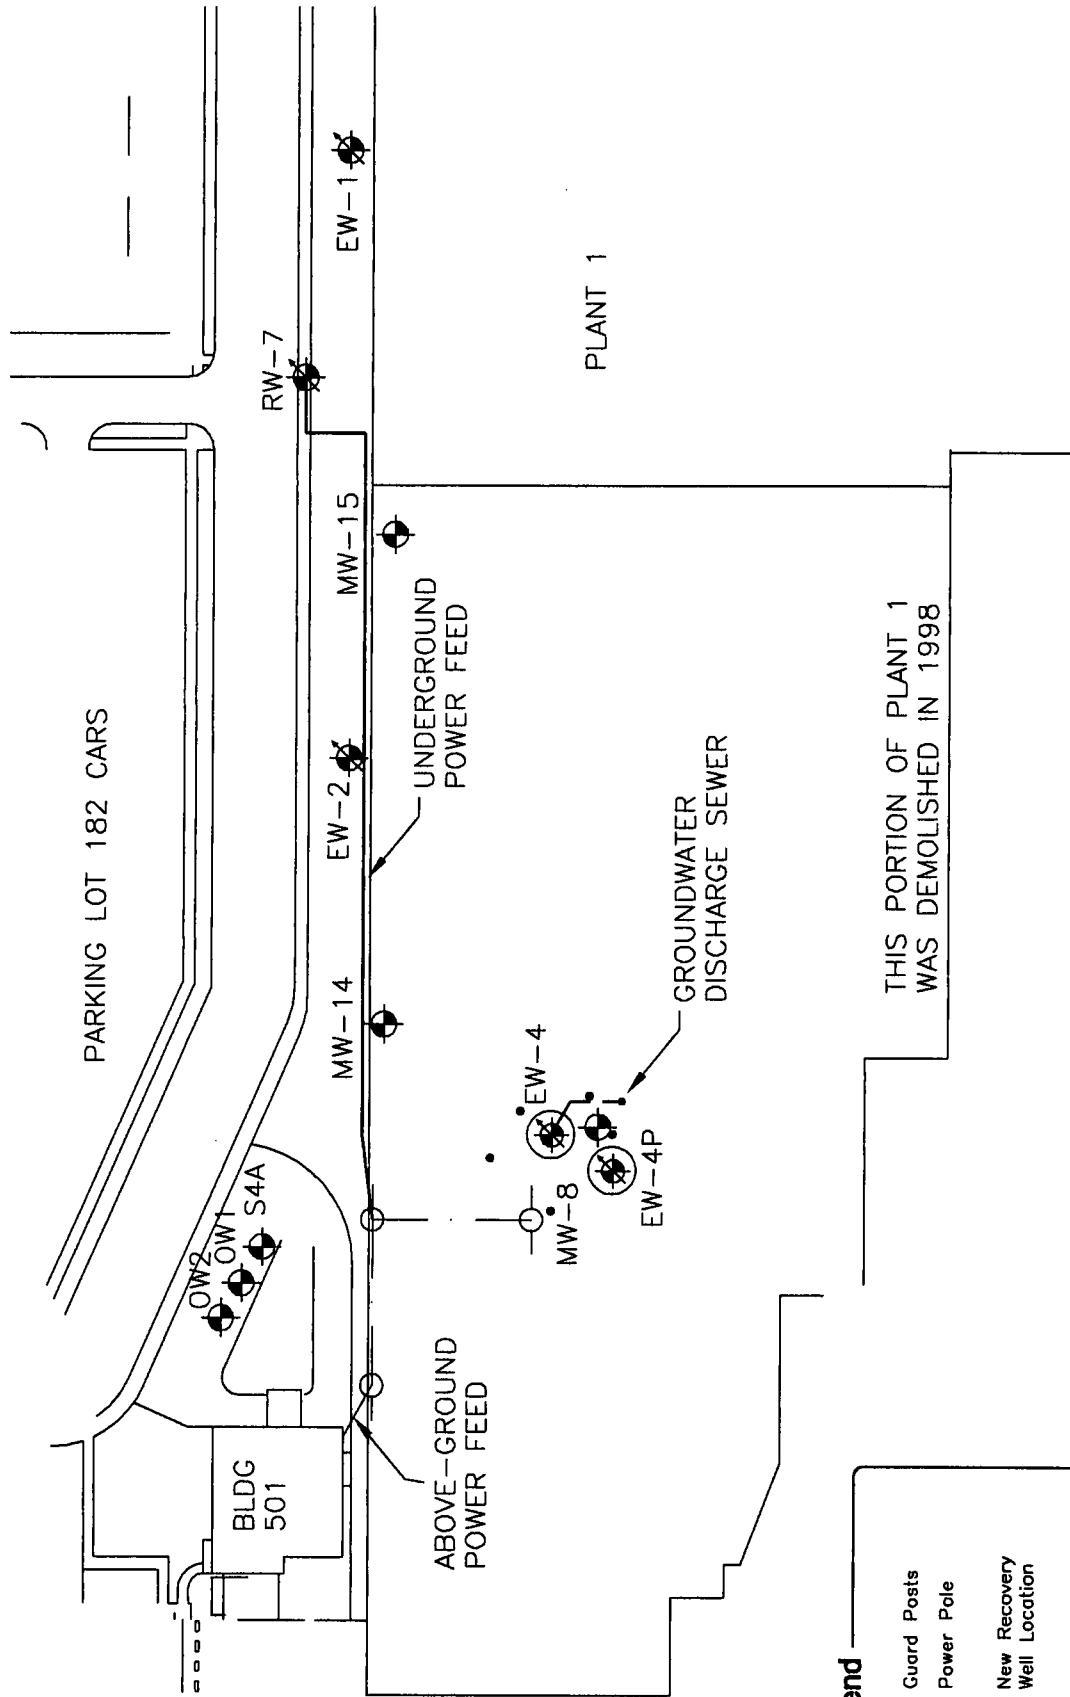 PARKING LOT 182 CARS
OW2
OW1
S4A
BLDG
501
RW-7
EW-1
MW-15
EW-2
MW-14
UNDERGROUND
POWER FEED
ABOVE-GROUND
POWER FEED
PLANT 1
EW-4
MW-8
EW-4P
GROUNDWATER
DISCHARGE SEWER
THIS PORTION OF PLANT 1
WAS DEMOLISHED IN 1998
end
Guard Posts
Power Pole
New Recovery
Well Location